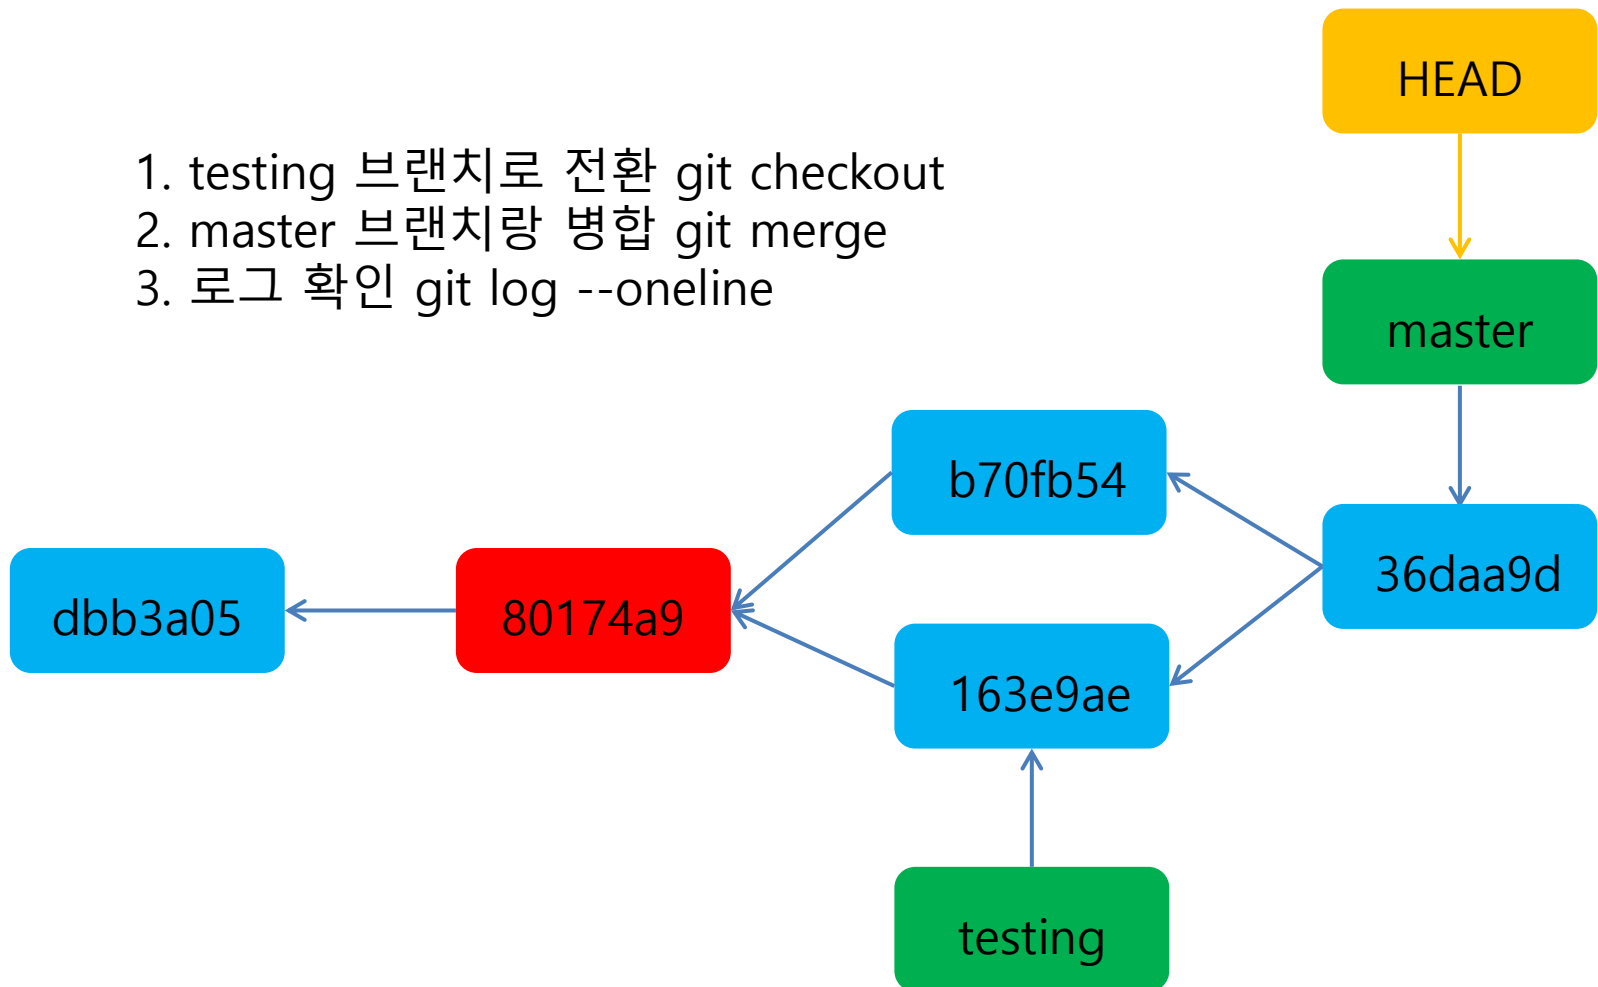 HEAD
1. testing 브랜치로 전환 git checkout
2. master 브랜치랑 병합 git merge
3. 로그 확인 git log --oneline
master
b70fb54
36daa9d
dbb3a05
80174a9
163e9ae
testing